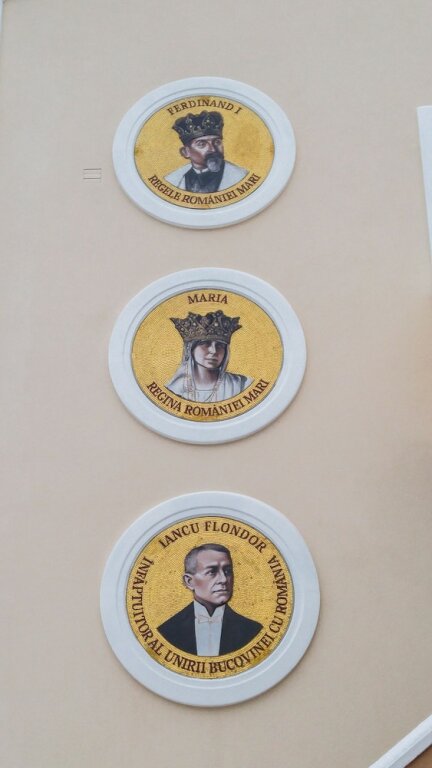 FERDINAND I
REGELE ROMÂNIEI MARI
MARIA
REGINA ROMÂNIEI MARI
IANCU FLONDOR
ÎNFĂPTUITOR AL UNIRII BUCOVINEI CU ROMÂNIA